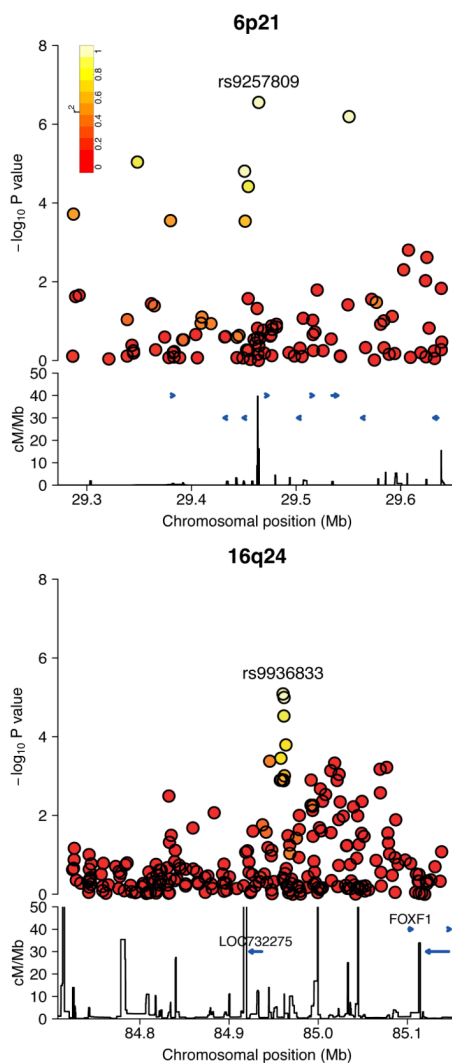 6p21
8
6
4
2
0
−log10 P value
r2
1
0.8
0.6
0.4
0.2
0
rs9257809
50
40
30
20
10
0
cM/Mb
29.3
29.4
29.5
29.6
Chromosomal position (Mb)
16q24
8
6
4
2
0
−log10 P value
rs9936833
50
40
30
20
10
0
cM/Mb
LOC732275
FOXF1
84.8
84.9
85.0
85.1
Chromosomal position (Mb)